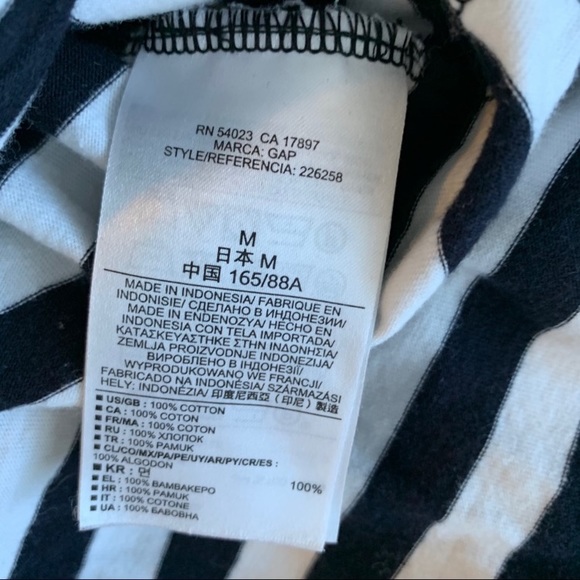 RN 54023 CA 17897
MARCA: GAP
STYLE/REFERENCIA: 226258
M
日本 M
中国 165/88A
MADE IN INDONESIA/ FABRIQUE EN
INDONISIE/ СДЕЛАНО В ИНДОНЕЗИИ/
MADE IN ENDENOZYA/ HECHO EN
INDONESIA CON TELA IMPORTADA/
ΚΑΤΑΣΚΕΥΑΣΤΗΚΕ ΣΤΗΝ ΙΝΔΟΝΗΣΙΑ/
ZEMLJA PROIZVODNJE INDONEZIJA/
ВИРОБЛЕНО В ІНДОНЕЗІЇ/
WYPRODUKOWANO WE FRANCJI/
FABRICADO NA INDONÉSIA/ SZÁRMAZÁSI
HELY: INDONÉZIA/ 印度尼西亞 (印尼) 製造
■ US/GB : 100% COTTON
■ CA : 100% COTTON
■ FR/MA : 100% COTON
■ RU : 100% ХЛОПОК
■ TR : 100% PAMUK
■ CL/CO/MX/PA/PE/UY/AR/PY/CR/ES :
100% ALGODON
■ KR : 면 100%
■ EL : 100% ΒΑΜΒΑΚΕΡΟ
■ HR : 100% PAMUK
■ IT : 100% COTONE
■ UA : 100% БАВОВНА